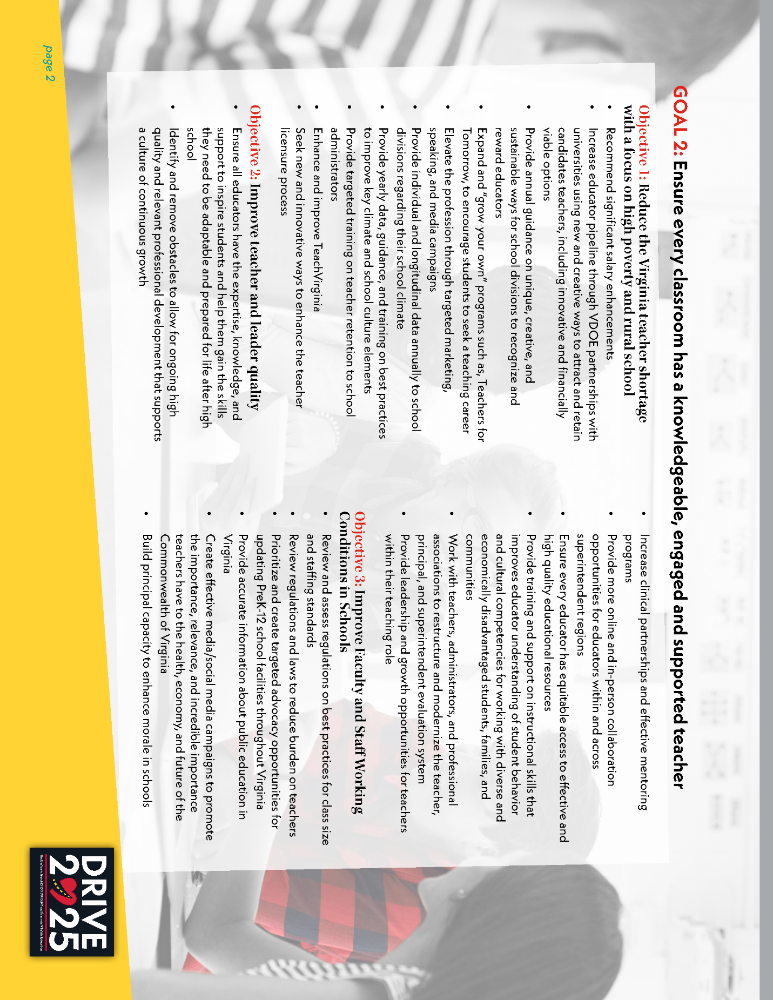 GOAL 2: Ensure every classroom has a knowledgeable, engaged and supported teacher
Objective 1: Reduce the Virginia teacher shortage
with a focus on high poverty and rural school
• Recommend significant salary enhancements
• Increase educator pipeline through VDOE partnerships with
universities using new and creative ways to attract and retain
candidates teachers, including innovative and financially
viable options
• Provide annual guidance on unique, creative, and
sustainable ways for school divisions to recognize and
reward educators
• Expand and “grow-your-own” programs such as, Teachers for
Tomorrow, to encourage students to seek a teaching career
• Elevate the profession through targeted marketing,
speaking, and media campaigns
• Provide individual and longitudinal data annually to school
divisions regarding their school climate
• Provide yearly data, guidance, and training on best practices
to improve key climate and school culture elements
• Provide targeted training on teacher retention to school
administrators
• Enhance and improve TeachVirginia
• Seek new and innovative ways to enhance the teacher
licensure process
Objective 2: Improve teacher and leader quality
• Ensure all educators have the expertise, knowledge, and
support to inspire students and help them gain the skills
they need to be adaptable and prepared for life after high
school
• Identify and remove obstacles to allow for ongoing high
quality and relevant professional development that supports
a culture of continuous growth
• Increase clinical partnerships and effective mentoring
programs
• Provide more online and in-person collaboration
opportunities for educators within and across
superintendent regions
• Ensure every educator has equitable access to effective and
high quality educational resources
• Provide training and support on instructional skills that
improves educator understanding of student behavior
and cultural competencies for working with diverse and
economically disadvantaged students, families, and
communities
• Work with teachers, administrators, and professional
associations to restructure and modernize the teacher,
principal, and superintendent evaluation system
• Provide leadership and growth opportunities for teachers
within their teaching role
Objective 3: Improve Faculty and Staff Working
Conditions in Schools
• Review and assess regulations on best practices for class size
and staffing standards
• Review regulations and laws to reduce burden on teachers
• Prioritize and create targeted advocacy opportunities for
updating PreK-12 school facilities throughout Virginia
• Provide accurate information about public education in
Virginia
• Create effective media/social media campaigns to promote
the importance, relevance, and incredible importance
teachers have to the health, economy, and future of the
Commonwealth of Virginia
• Build principal capacity to enhance morale in schools
page 2
DRIVE
2025
The Design to Reach EVERY STUDENT and Innovate Virginia Education